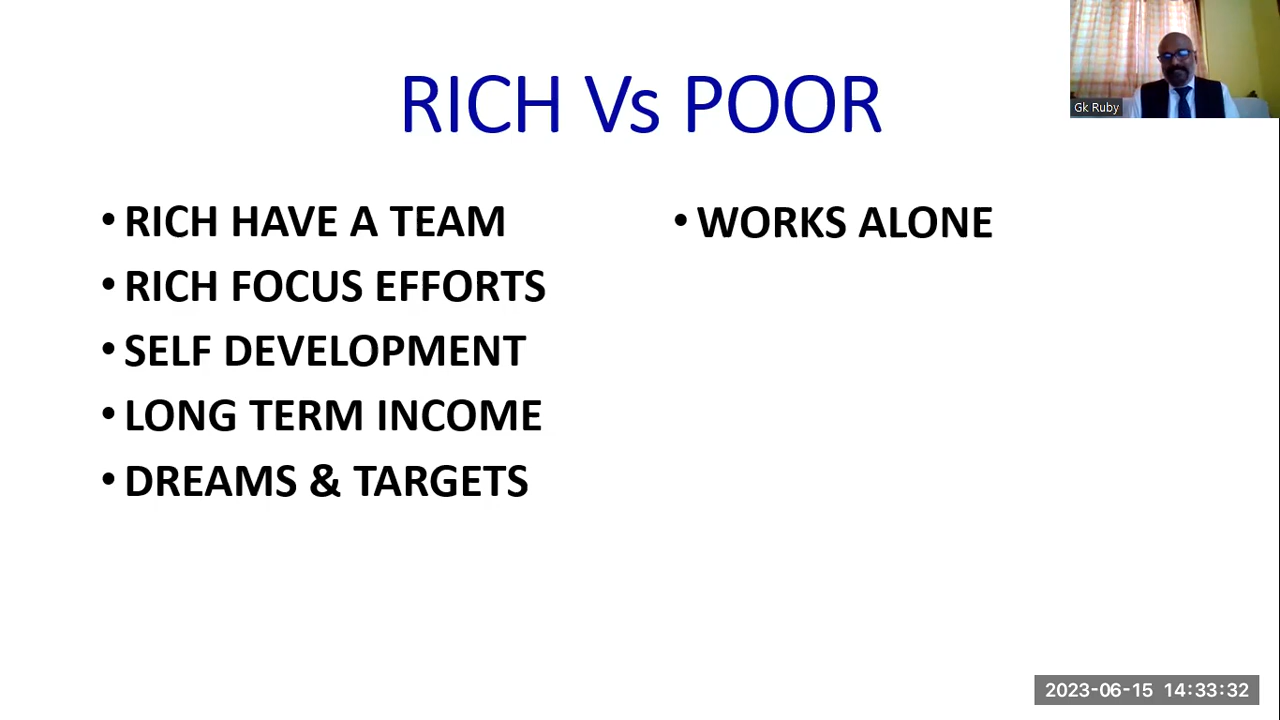 RICH Vs POOR
• RICH HAVE A TEAM
• RICH FOCUS EFFORTS
• SELF DEVELOPMENT
• LONG TERM INCOME
• DREAMS & TARGETS
• WORKS ALONE
Gk Ruby
2023-06-15 14:33:32